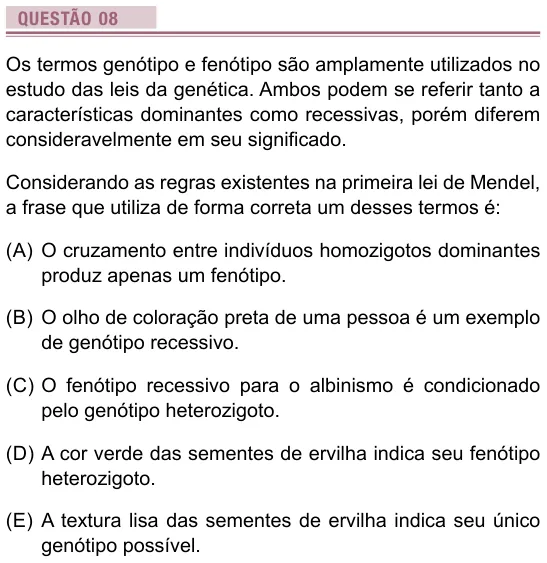 QUESTÃO 08
Os termos genótipo e fenótipo são amplamente utilizados no
estudo das leis da genética. Ambos podem se referir tanto a
características dominantes como recessivas, porém diferem
consideravelmente em seu significado.
Considerando as regras existentes na primeira lei de Mendel,
a frase que utiliza de forma correta um desses termos é:
(A) O cruzamento entre indivíduos homozigotos dominantes
produz apenas um fenótipo.
(B) O olho de coloração preta de uma pessoa é um exemplo
de genótipo recessivo.
(C) O fenótipo recessivo para o albinismo é condicionado
pelo genótipo heterozigoto.
(D) A cor verde das sementes de ervilha indica seu fenótipo
heterozigoto.
(E) A textura lisa das sementes de ervilha indica seu único
genótipo possível.